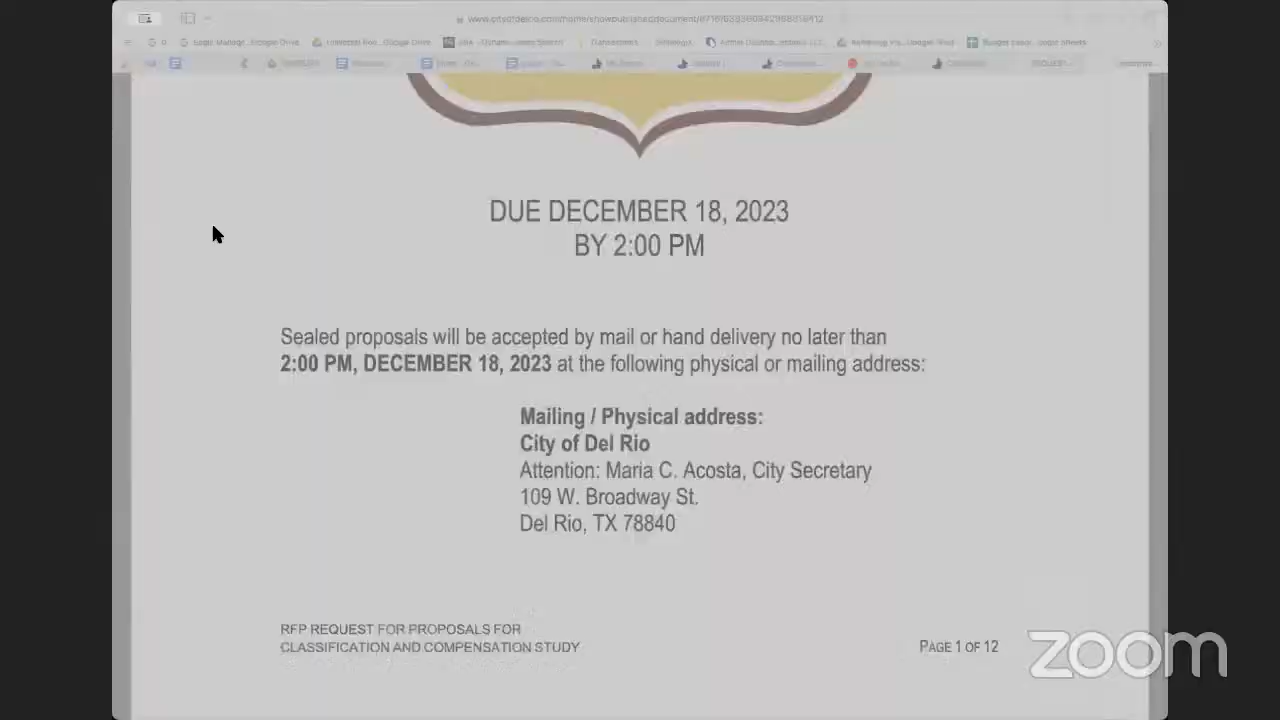 DUE DECEMBER 18, 2023
BY 2:00 PM
Sealed proposals will be accepted by mail or hand delivery no later than
2:00 PM, DECEMBER 18, 2023 at the following physical or mailing address:
Mailing / Physical address:
City of Del Rio
Attention: Maria C. Acosta, City Secretary
109 W. Broadway St.
Del Rio, TX 78840
RFP REQUEST FOR PROPOSALS FOR
CLASSIFICATION AND COMPENSATION STUDY
PAGE 1 OF 12
zoom